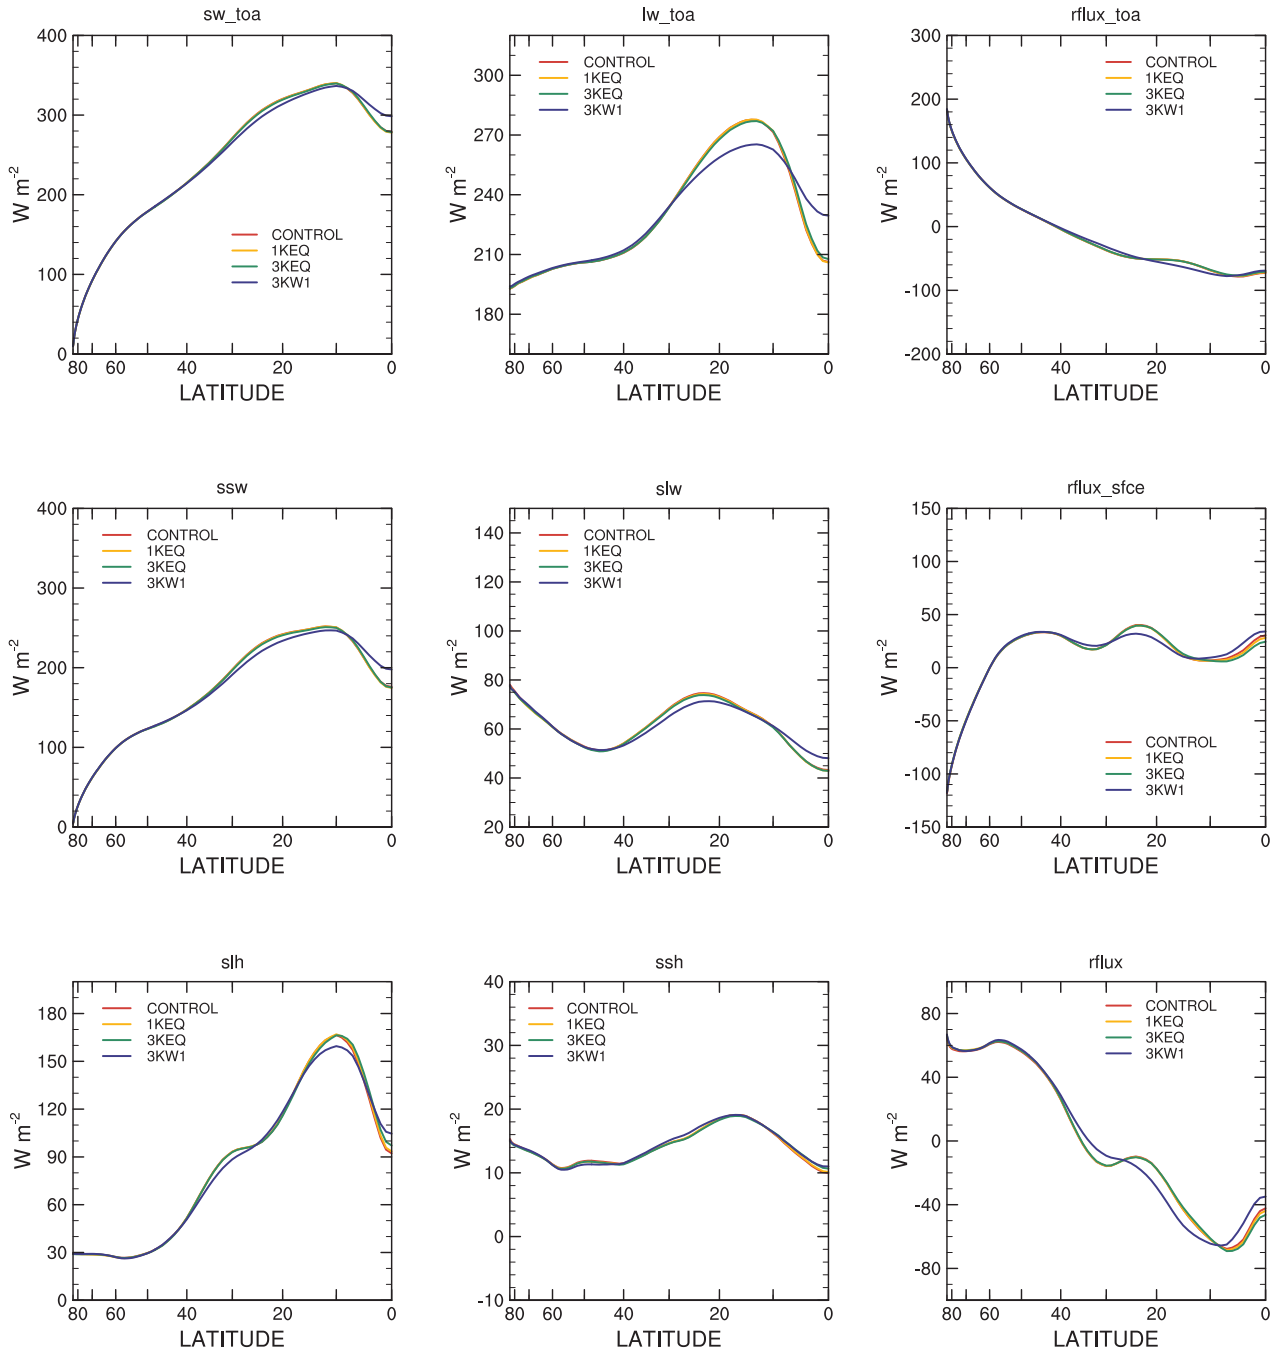 sw_toa
400
300
200
100
0
W m-2
CONTROL
1KEQ
3KEQ
3KW1
80 60 40 20 0
LATITUDE
lw_toa
300
270
240
210
180
W m-2
CONTROL
1KEQ
3KEQ
3KW1
80 60 40 20 0
LATITUDE
rflux_toa
300
200
100
0
-100
-200
W m-2
CONTROL
1KEQ
3KEQ
3KW1
80 60 40 20 0
LATITUDE
ssw
400
300
200
100
0
W m-2
CONTROL
1KEQ
3KEQ
3KW1
80 60 40 20 0
LATITUDE
slw
140
120
100
80
60
40
20
W m-2
CONTROL
1KEQ
3KEQ
3KW1
80 60 40 20 0
LATITUDE
rflux_sfce
150
100
50
0
-50
-100
-150
W m-2
CONTROL
1KEQ
3KEQ
3KW1
80 60 40 20 0
LATITUDE
slh
180
150
120
90
60
30
0
W m-2
CONTROL
1KEQ
3KEQ
3KW1
80 60 40 20 0
LATITUDE
ssh
40
30
20
10
0
-10
W m-2
CONTROL
1KEQ
3KEQ
3KW1
80 60 40 20 0
LATITUDE
rflux
80
40
0
-40
-80
W m-2
CONTROL
1KEQ
3KEQ
3KW1
80 60 40 20 0
LATITUDE